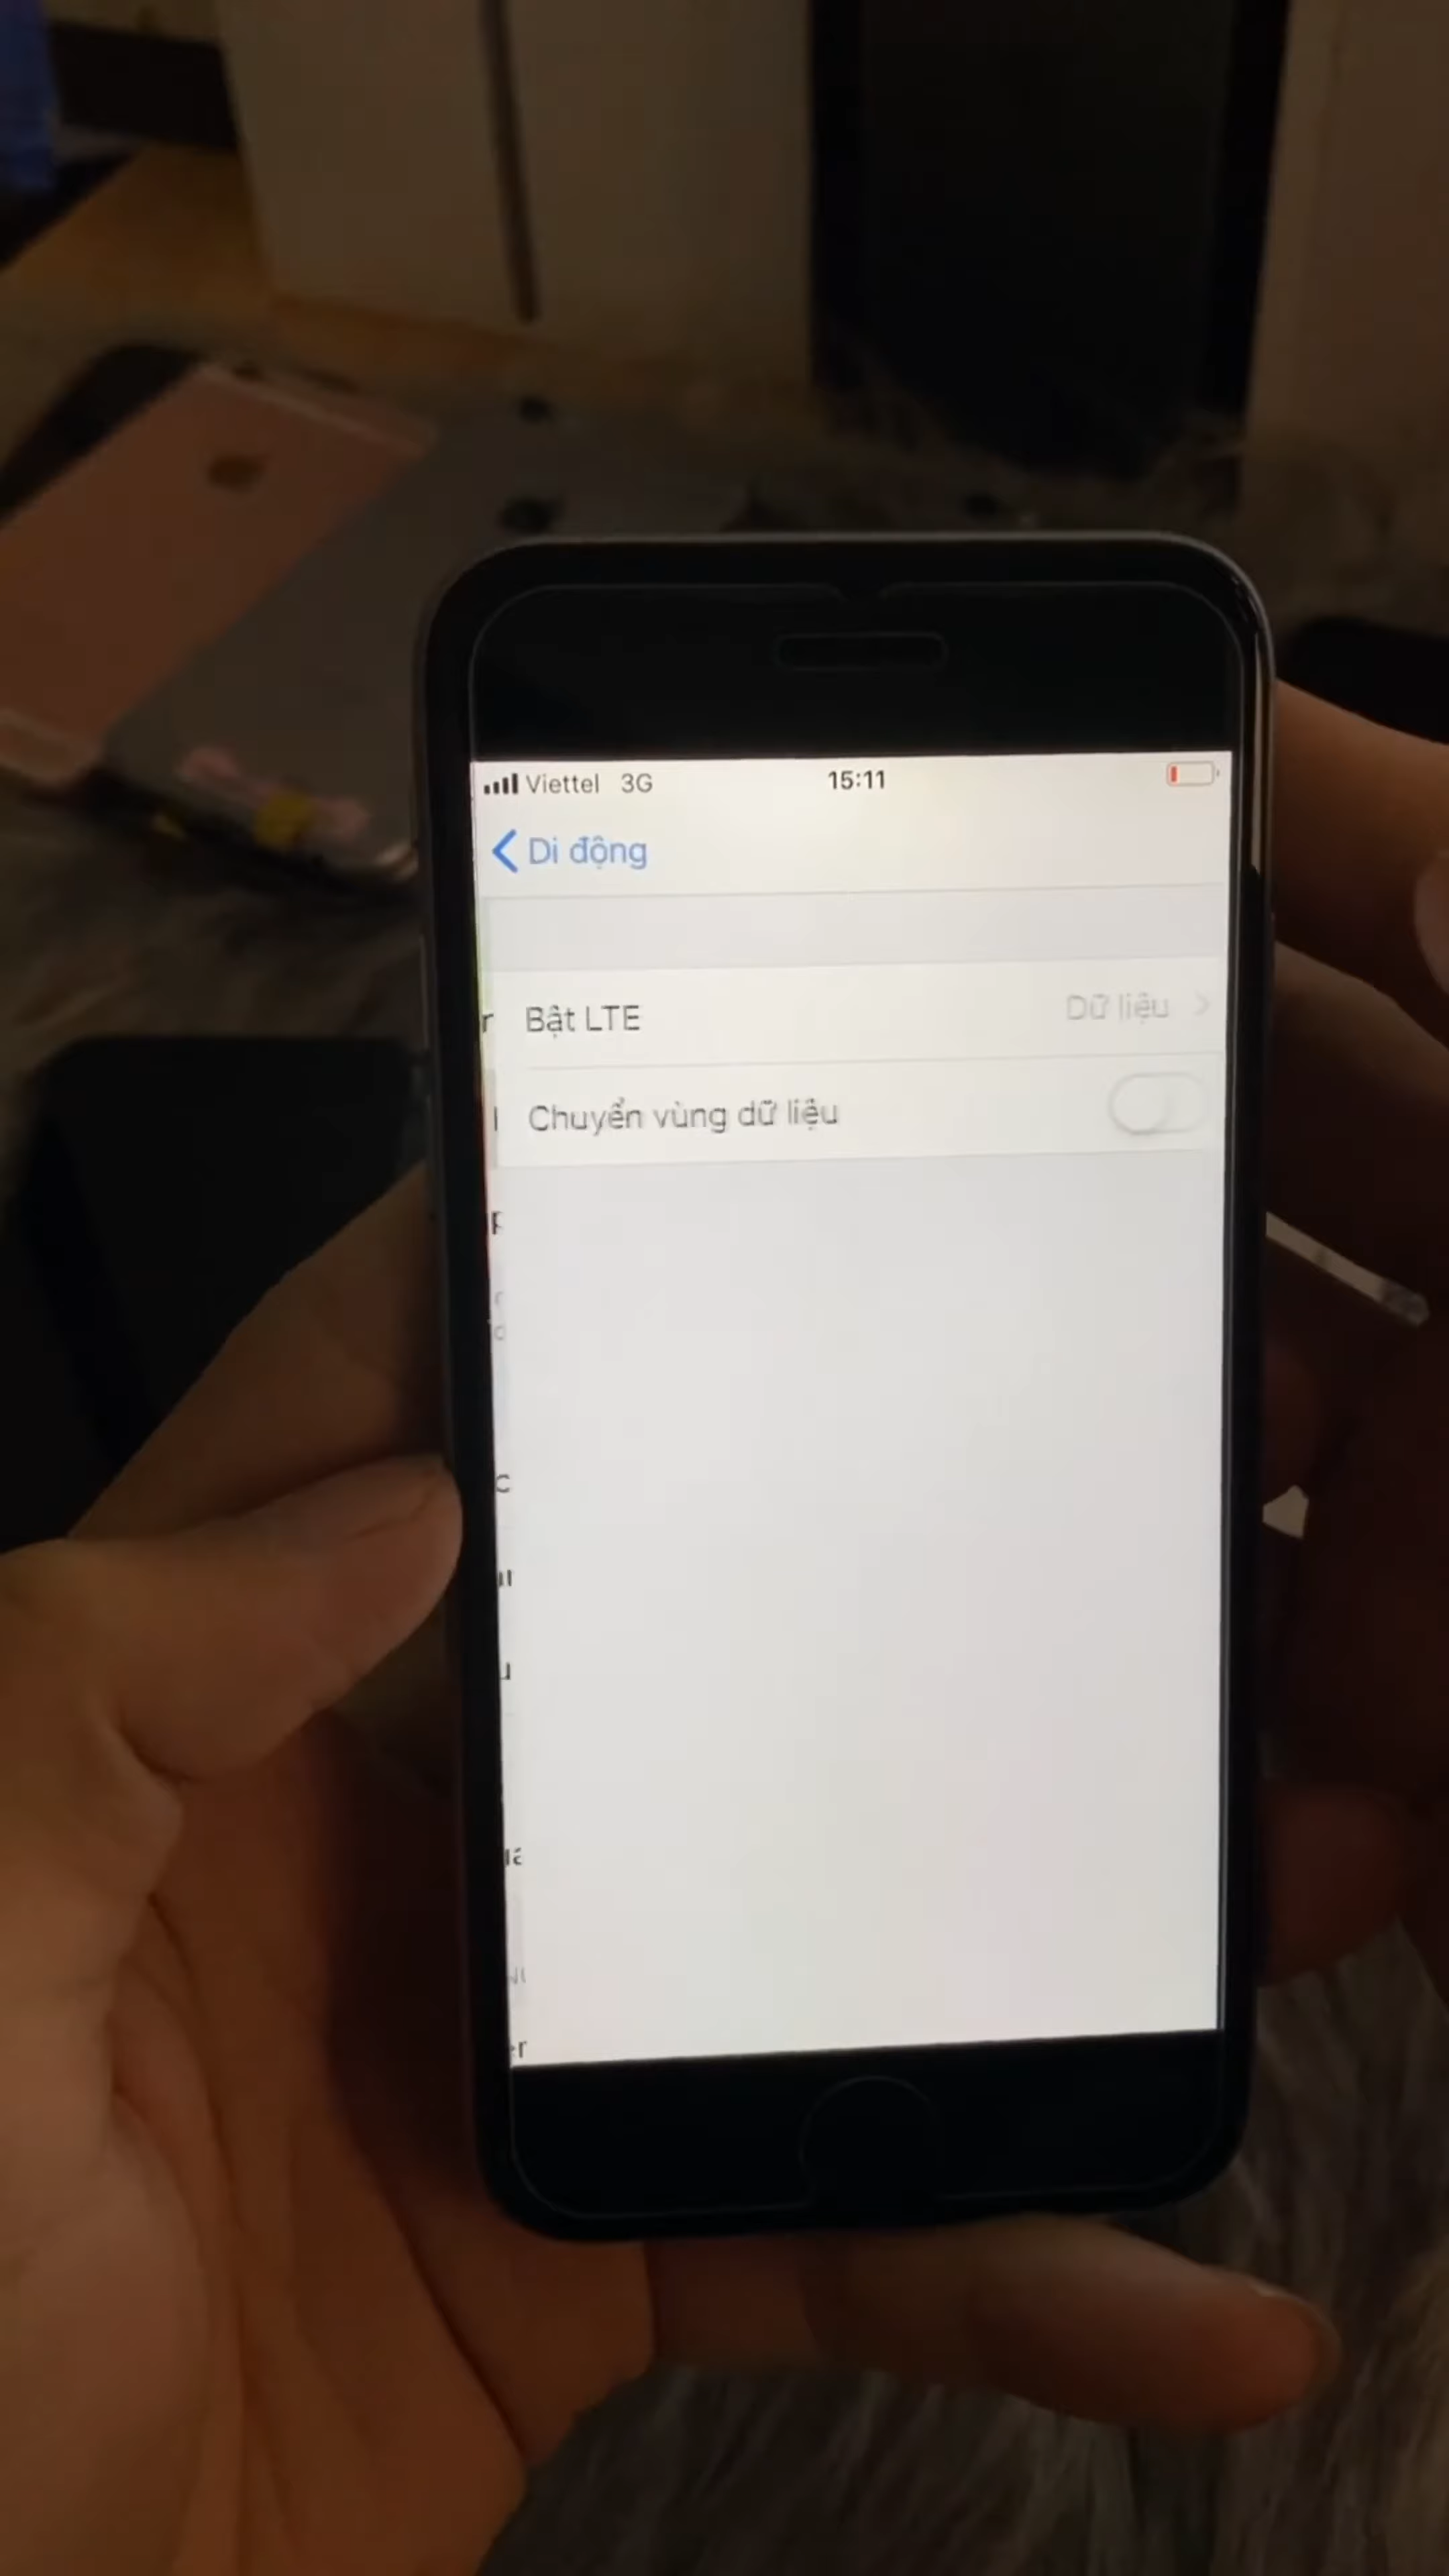 Viettel 3G 15:11
Di động
Bật LTE Dữ liệu
Chuyển vùng dữ liệu